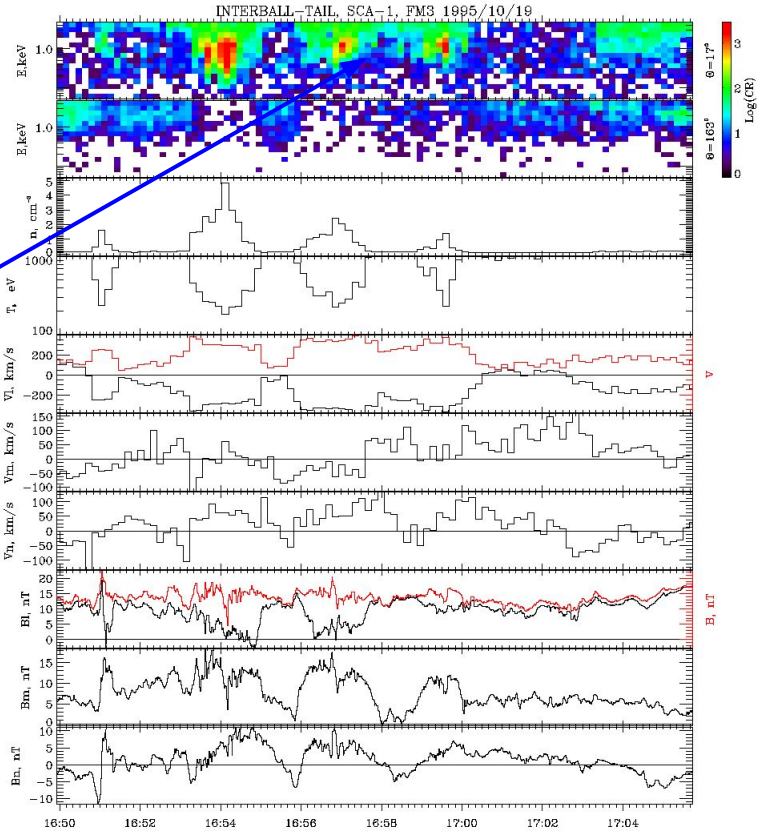 INTERBALL-TAIL, SCA-1, FM3 1995/10/19
E,keV
1.0
Θ=17°
E,keV
1.0
Θ=163°
3
2
1
0
Log(CR)
n, cm⁻³
5
4
3
2
1
0
T, eV
1000
100
Vl, km/s
200
0
-200
V
Vm, km/s
150
100
50
0
-50
-100
Vn, km/s
100
50
0
-50
-100
Bl, nT
20
15
10
5
0
B, nT
Bm, nT
15
10
5
0
Bn, nT
10
5
0
-5
-10
16:50 16:52 16:54 16:56 16:58 17:00 17:02 17:04